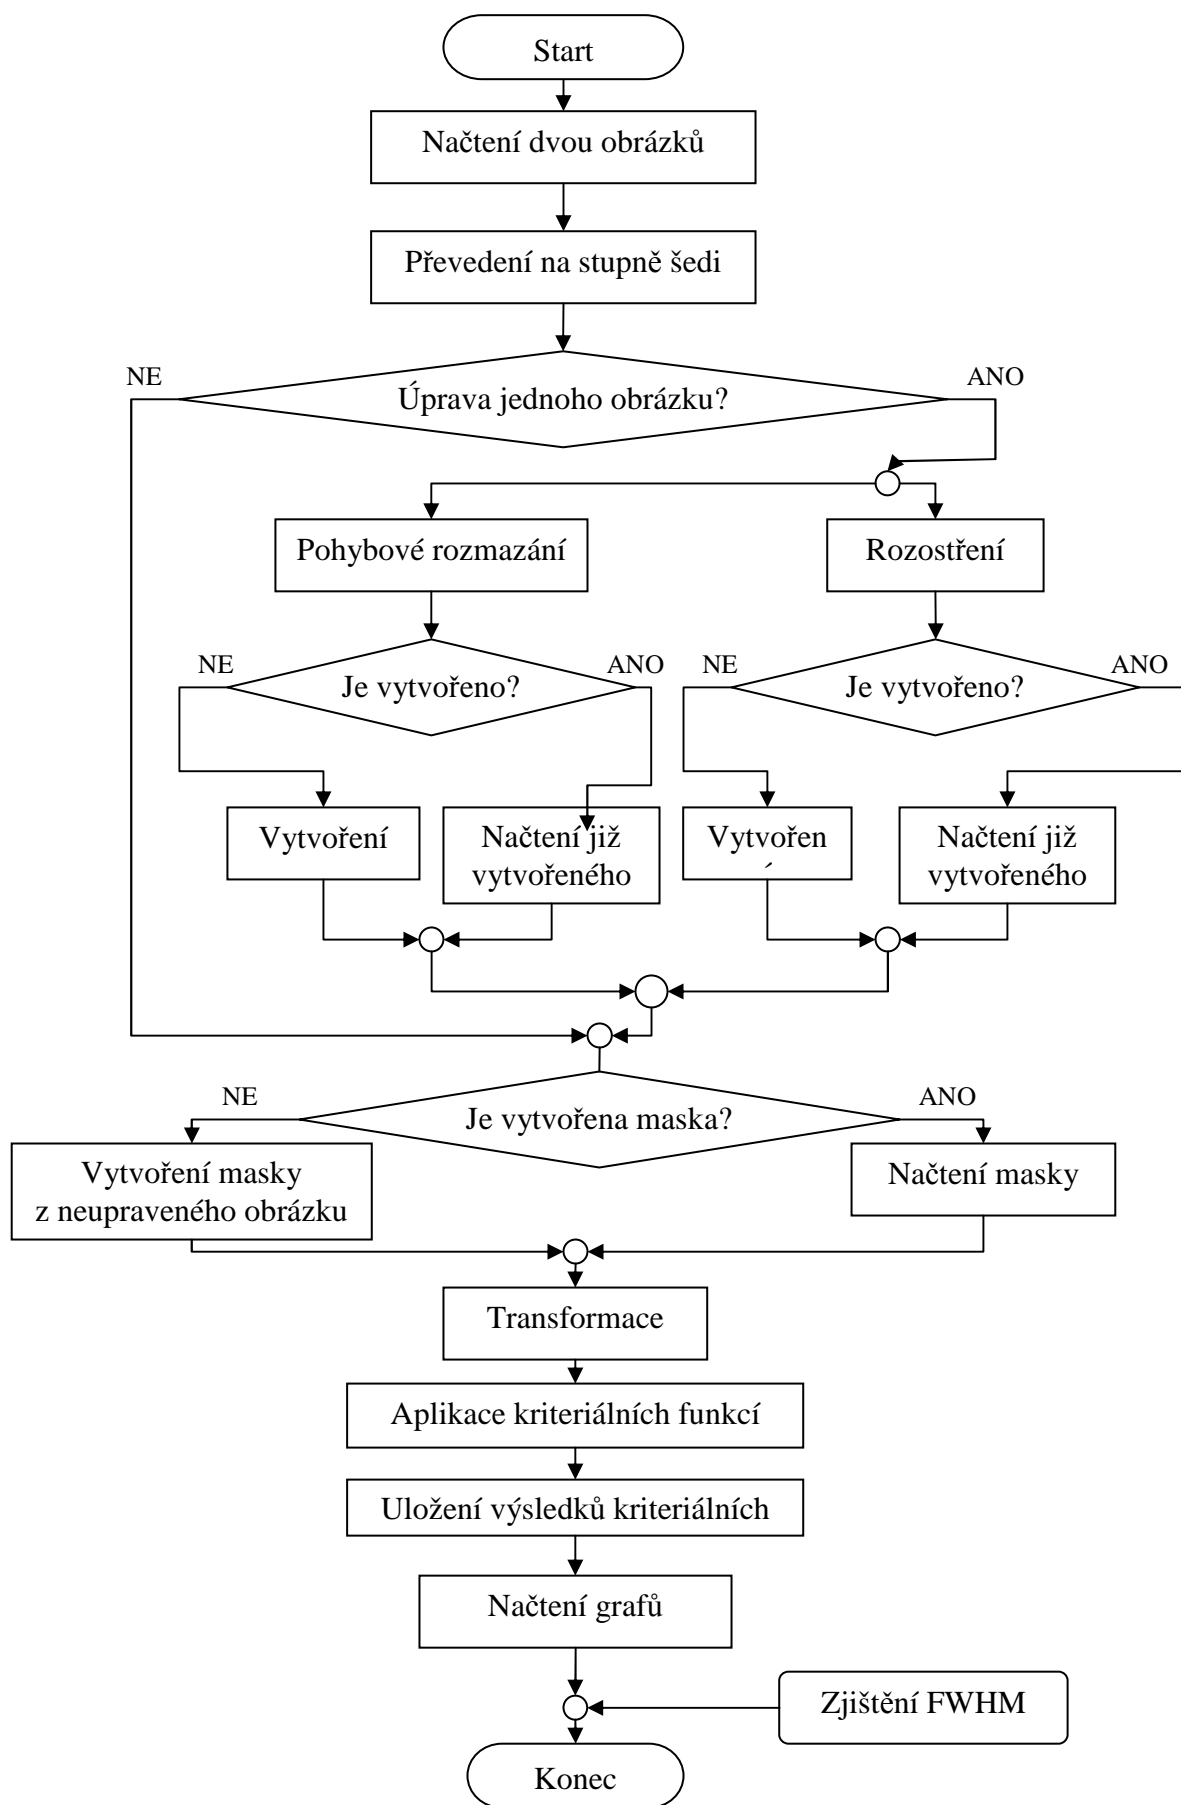 Start
Načtení dvou obrázků
Převedení na stupně šedi
NE
ANO
Úprava jednoho obrázku?
Pohybové rozmazání
Rozostření
NE
ANO
Je vytvořeno?
NE
ANO
Je vytvořeno?
Vytvoření
Načtení již
vytvořeného
Vytvořen
Načtení již
vytvořeného
NE
ANO
Je vytvořena maska?
Vytvoření masky
z neupraveného obrázku
Načtení masky
Transformace
Aplikace kriteriálních funkcí
Uložení výsledků kriteriálních
Načtení grafů
Zjištění FWHM
Konec